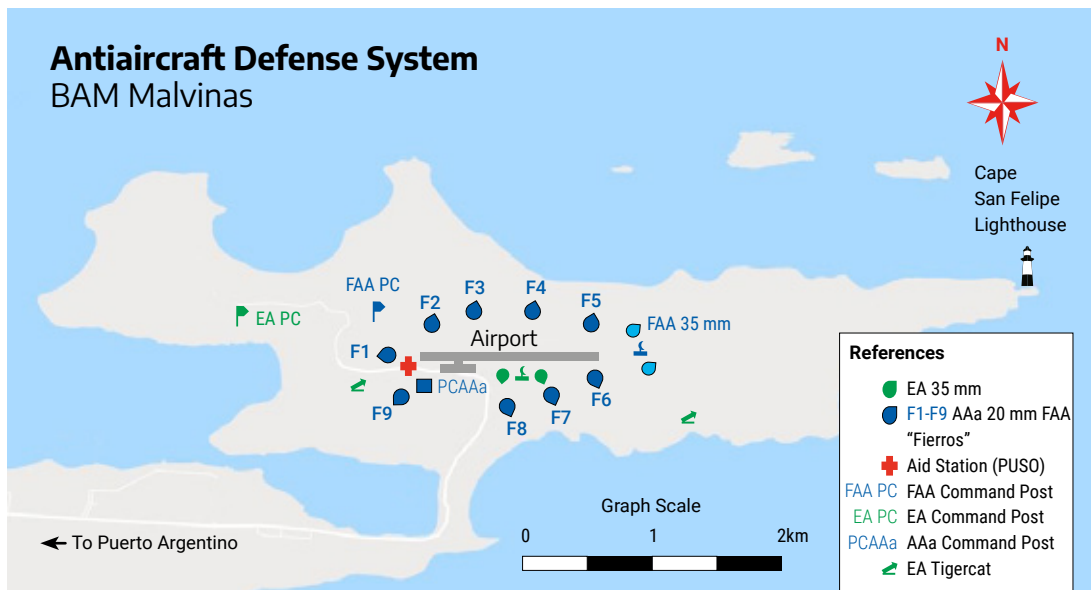 Antiaircraft Defense System
BAM Malvinas
N
Cape
San Felipe
Lighthouse
FAA PC
EA PC
F2
F3
F4
F5
FAA 35 mm
Airport
F1
PCAAa
F9
F8
F7
F6
To Puerto Argentino
Graph Scale
0 1 2km
References
EA 35 mm
F1-F9 AAa 20 mm FAA
"Fierros"
Aid Station (PUSO)
FAA PC FAA Command Post
EA PC EA Command Post
PCAAa AAa Command Post
EA Tigercat